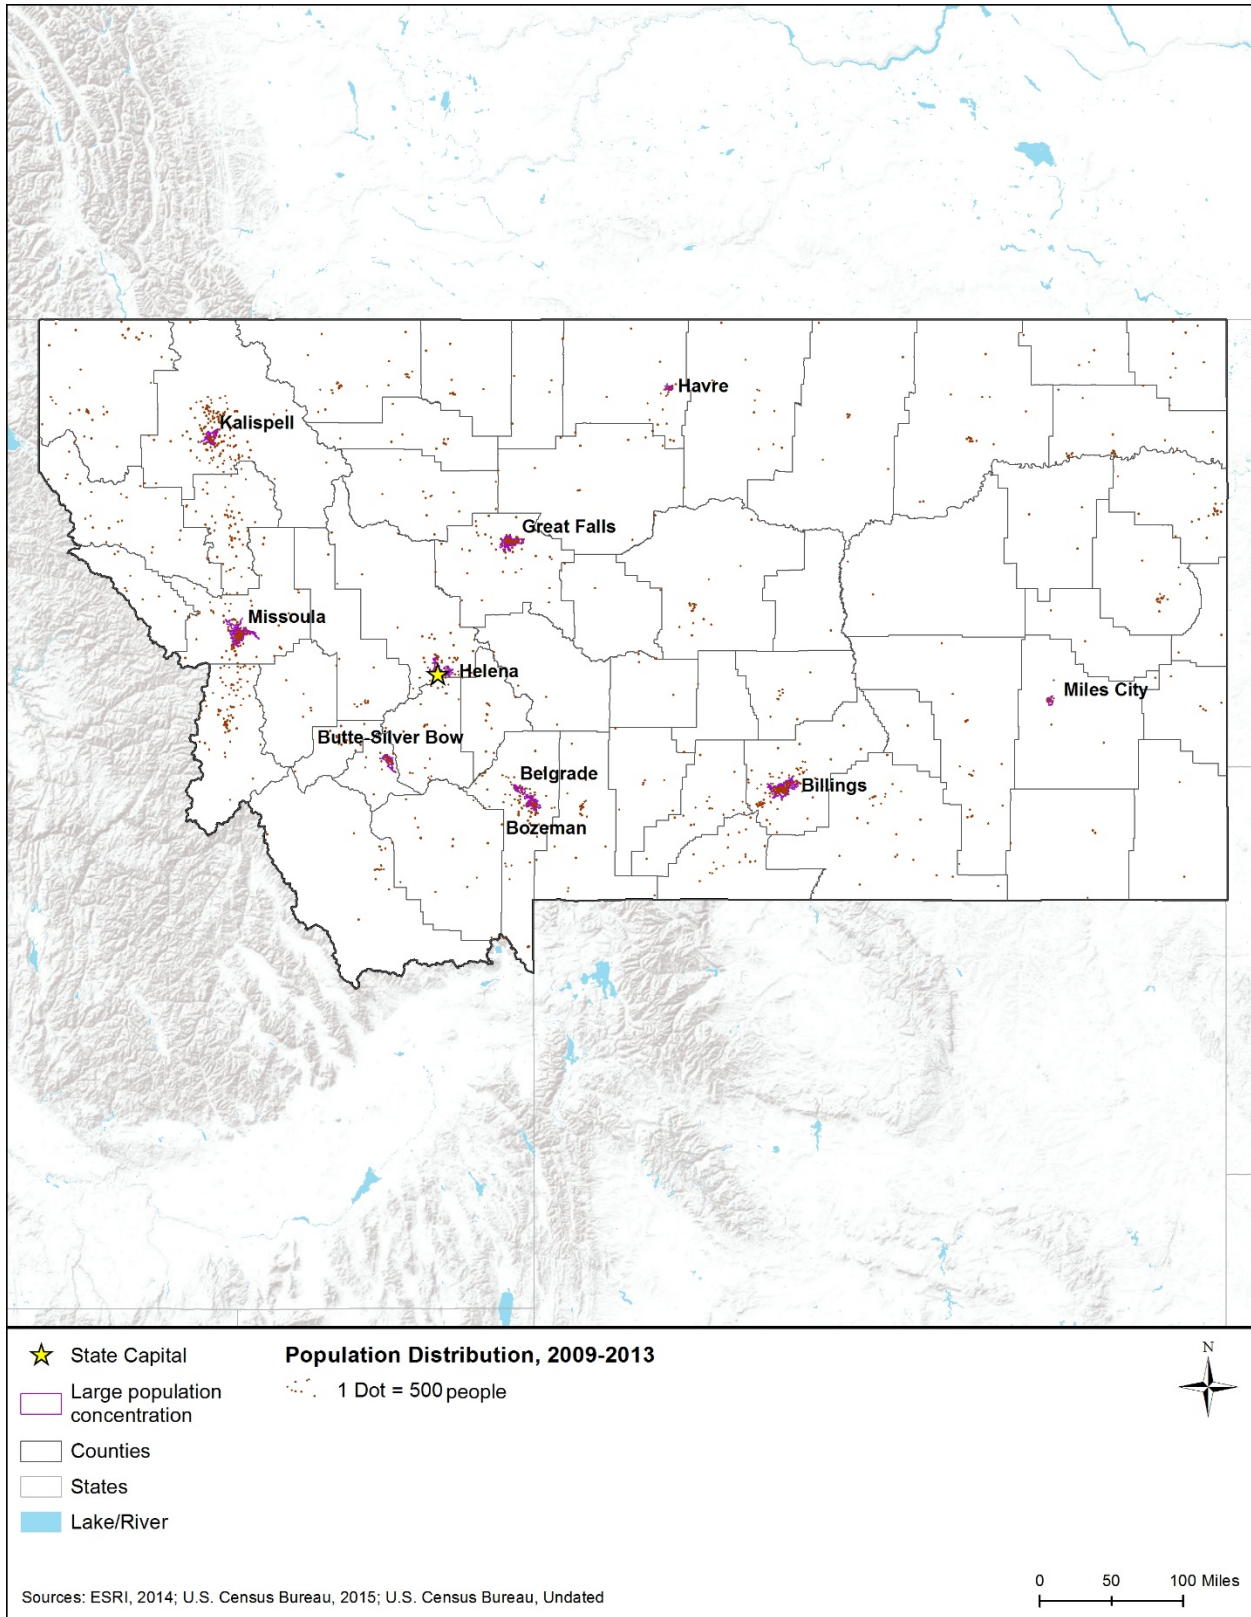 Havre
Kalispell
Great Falls
Missoula
Helena
Miles City
Butte-Silver Bow
Belgrade
Billings
Bozeman
State Capital
Population Distribution, 2009-2013
N
Large population
concentration
1 Dot = 500 people
Counties
States
Lake/River
Sources: ESRI, 2014; U.S. Census Bureau, 2015; U.S. Census Bureau, Undated
0 50 100 Miles